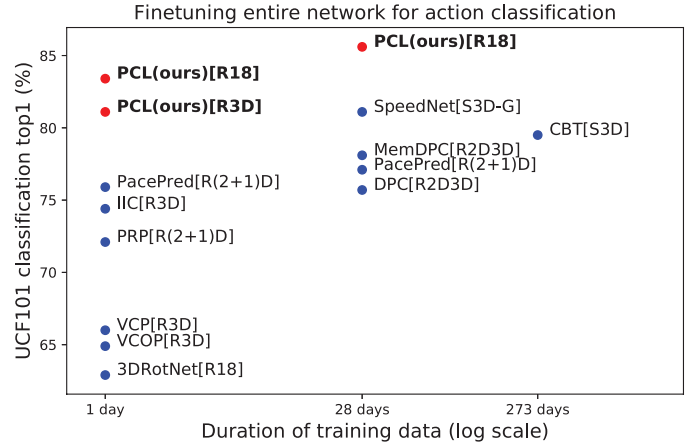 Finetuning entire network for action classification
UCF101 classification top1 (%)
85
80
75
70
65
PCL(ours)[R18]
PCL(ours)[R18]
PCL(ours)[R3D]
SpeedNet[S3D-G]
CBT[S3D]
MemDPC[R2D3D]
PacePred[R(2+1)D]
DPC[R2D3D]
PacePred[R(2+1)D]
IIC[R3D]
PRP[R(2+1)D]
VCP[R3D]
VCOP[R3D]
3DRotNet[R18]
1 day
28 days
273 days
Duration of training data (log scale)